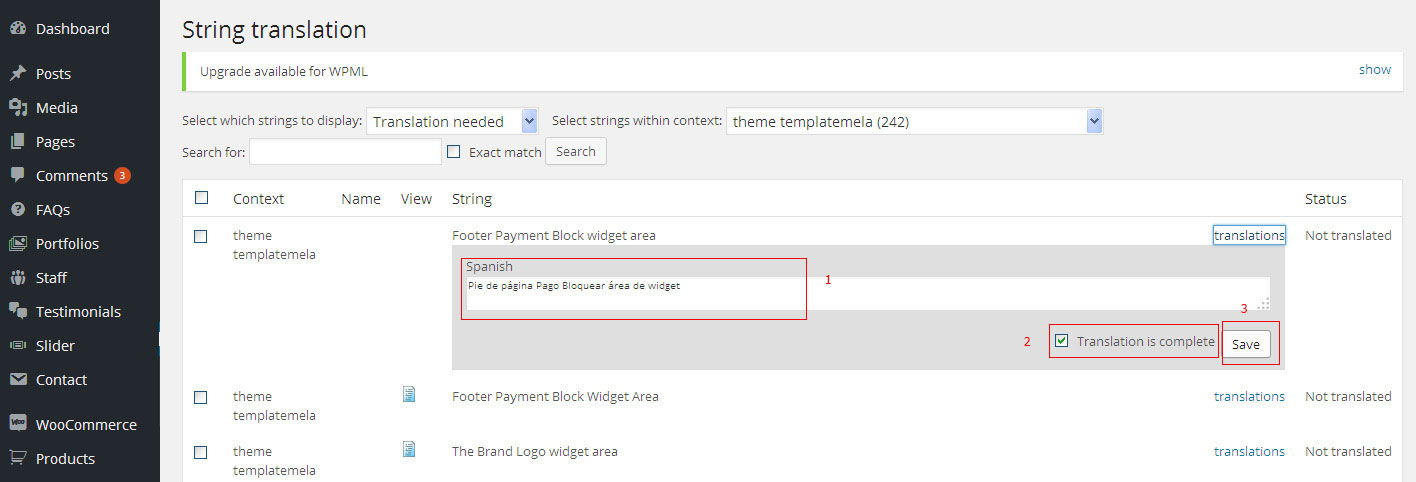 Dashboard
Posts
Media
Pages
Comments 3
FAQs
Portfolios
Staff
Testimonials
Slider
Contact
WOO WooCommerce
Products
String translation
Upgrade available for WPML show
Select which strings to display: Translation needed Select strings within context: theme templatemela (242)
Search for: Exact match Search
Context Name View String Status
theme Footer Payment Block widget area translations Not translated
templatemela
Spanish
Pie de página Pago Bloquear área de widget
1
3
2 Translation is complete Save
theme Footer Payment Block Widget Area translations Not translated
templatemela
theme The Brand Logo widget area translations Not translated
templatemela